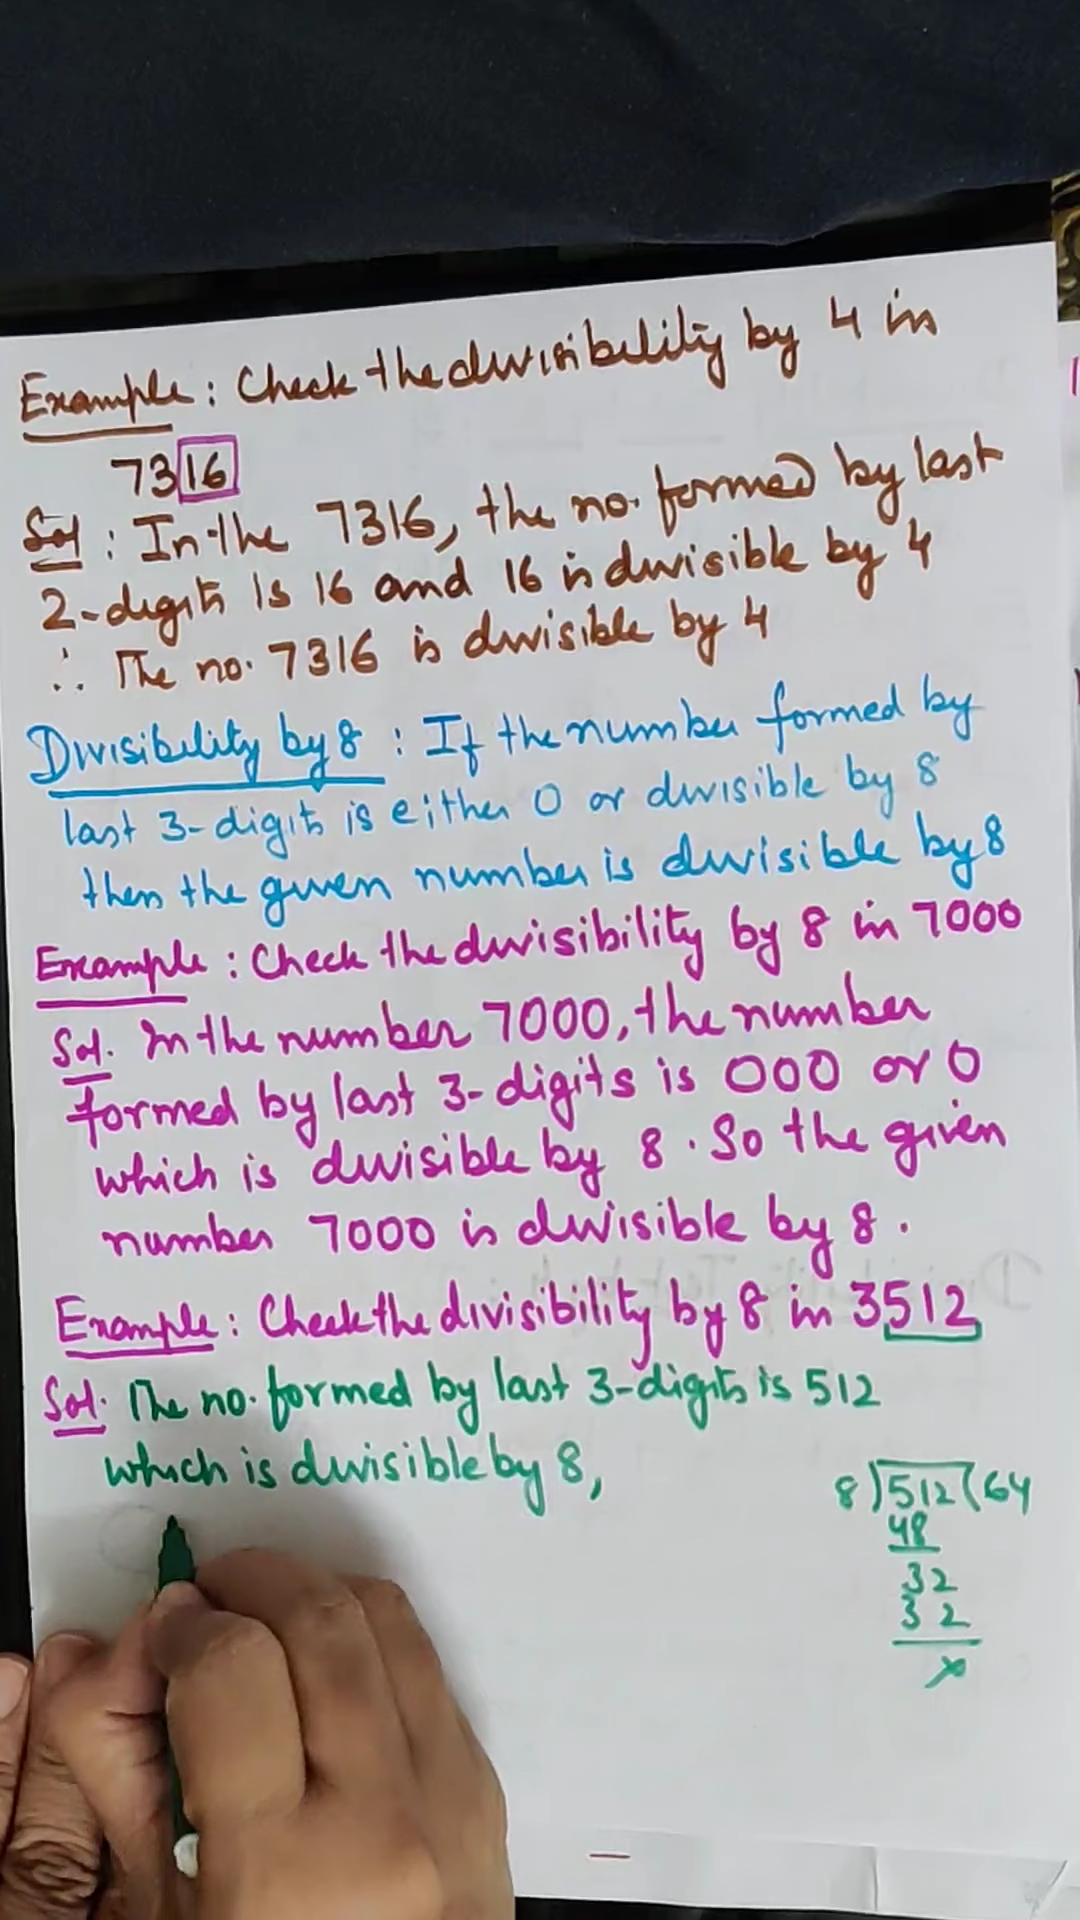 Example : Check the divisibility by 4 in
7316
Sol : In the 7316, the no. formed by last
2-digits is 16 and 16 is divisible by 4
∴ The no. 7316 is divisible by 4
Divisibility by 8 : If the number formed by
last 3-digits is either 0 or divisible by 8
then the given number is divisible by 8
Example : Check the divisibility by 8 in 7000
Sol. In the number 7000, the number
formed by last 3-digits is 000 or 0
which is divisible by 8. So the given
number 7000 is divisible by 8.
Example : Check the divisibility by 8 in 3512
Sol. The no. formed by last 3-digits is 512
which is divisible by 8,
8)512(64
48
32
32
x